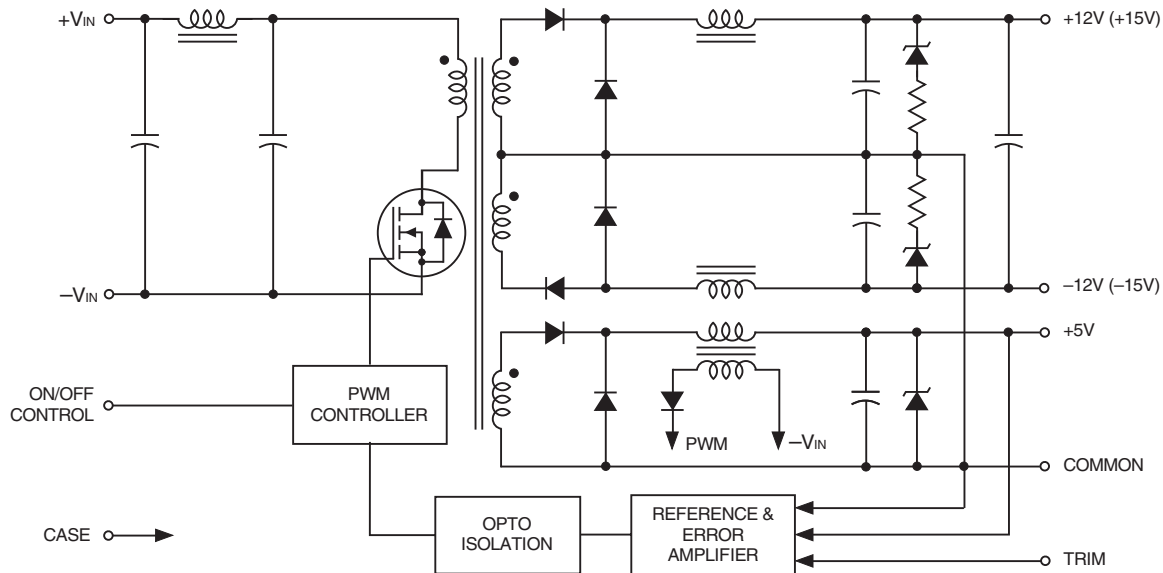 +VIN
+12V (+15V)
–VIN
–12V (–15V)
+5V
ON/OFF
CONTROL
PWM
CONTROLLER
PWM
–VIN
COMMON
CASE
OPTO
ISOLATION
REFERENCE &
ERROR
AMPLIFIER
TRIM